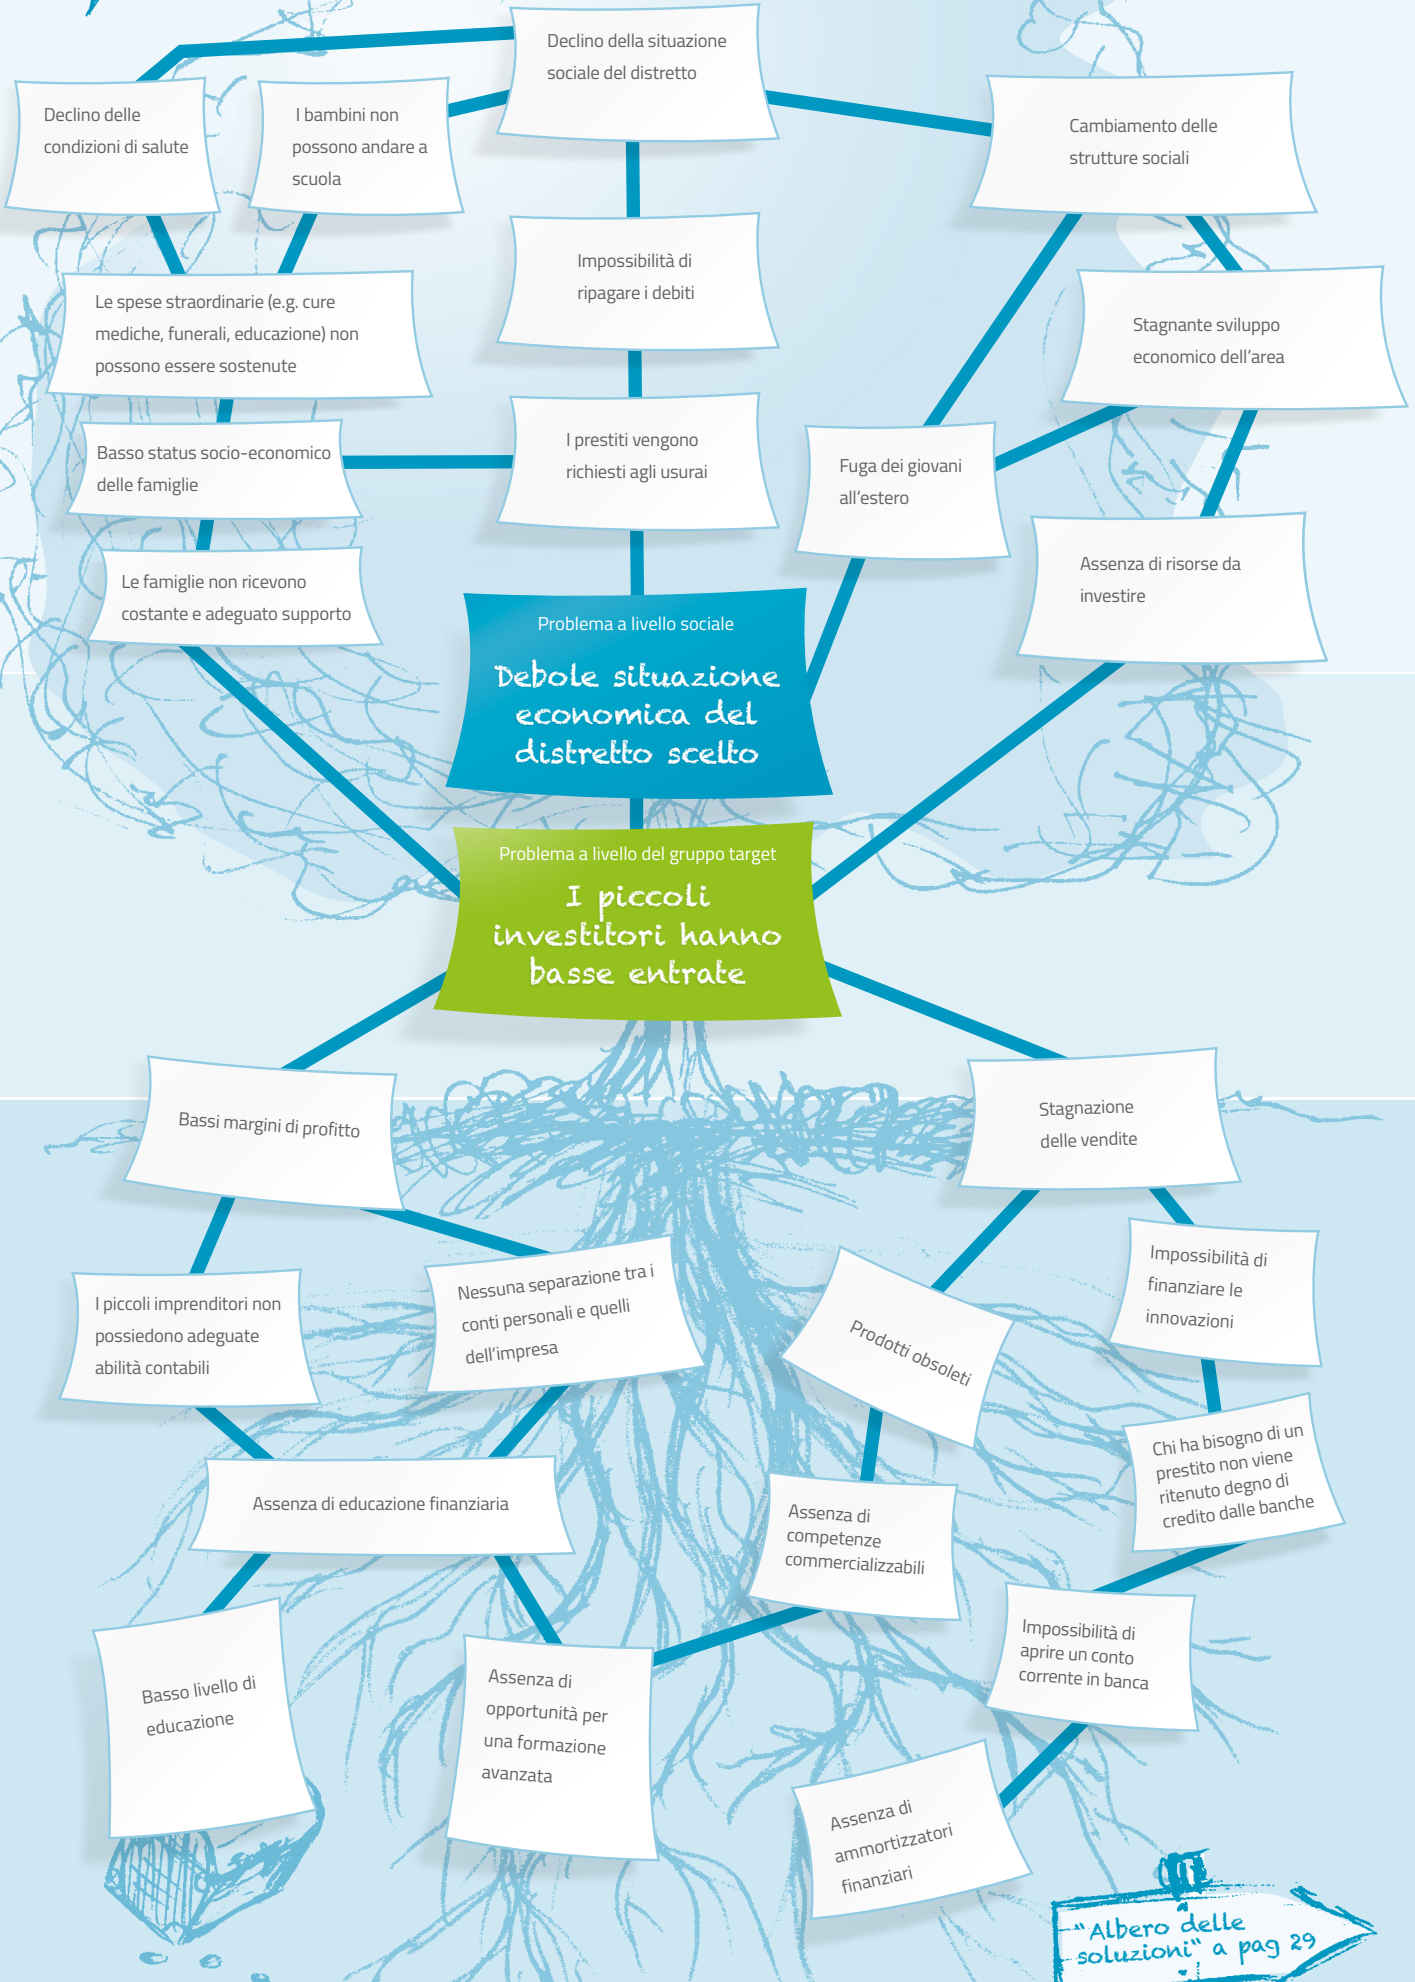 Declino della situazione
sociale del distretto
Declino delle
condizioni di salute
I bambini non
possono andare a
scuola
Cambiamento delle
strutture sociali
Impossibilità di
ripagare i debiti
Le spese straordinarie (e.g. cure
mediche, funerali, educazione) non
possono essere sostenute
Stagnante sviluppo
economico dell'area
Basso status socio-economico
delle famiglie
I prestiti vengono
richiesti agli usurai
Fuga dei giovani
all'estero
Assenza di risorse da
investire
Le famiglie non ricevono
costante e adeguato supporto
Problema a livello sociale
Debole situazione
economica del
distretto scelto
Problema a livello del gruppo target
I piccoli
investitori hanno
basse entrate
Bassi margini di profitto
Stagnazione
delle vendite
I piccoli imprenditori non
possiedono adeguate
abilità contabili
Nessuna separazione tra i
conti personali e quelli
dell'impresa
Prodotti obsoleti
Impossibilità di
finanziare le
innovazioni
Chi ha bisogno di un
prestito non viene
ritenuto degno di
credito dalle banche
Assenza di educazione finanziaria
Assenza di
competenze
commercializzabili
Impossibilità di
aprire un conto
corrente in banca
Basso livello di
educazione
Assenza di
opportunità per
una formazione
avanzata
Assenza di
ammortizzatori
finanziari
"Albero delle
soluzioni" a pag 29